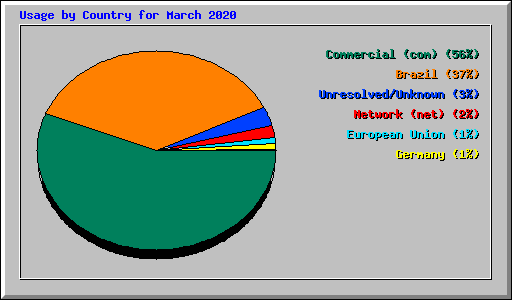 Usage by Country for March 2020
Commercial (com) (56%)
Brazil (37%)
Unresolved/Unknown (3%)
Network (net) (2%)
European Union (1%)
Germany (1%)